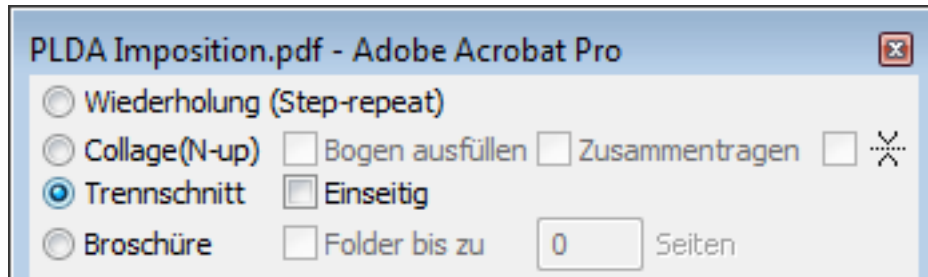 PLDA Imposition.pdf - Adobe Acrobat Pro
Wiederholung (Step-repeat)
Collage(N-up) Bogen ausfüllen Zusammentragen
Trennschnitt Einseitig
Broschüre Folder bis zu 0 Seiten